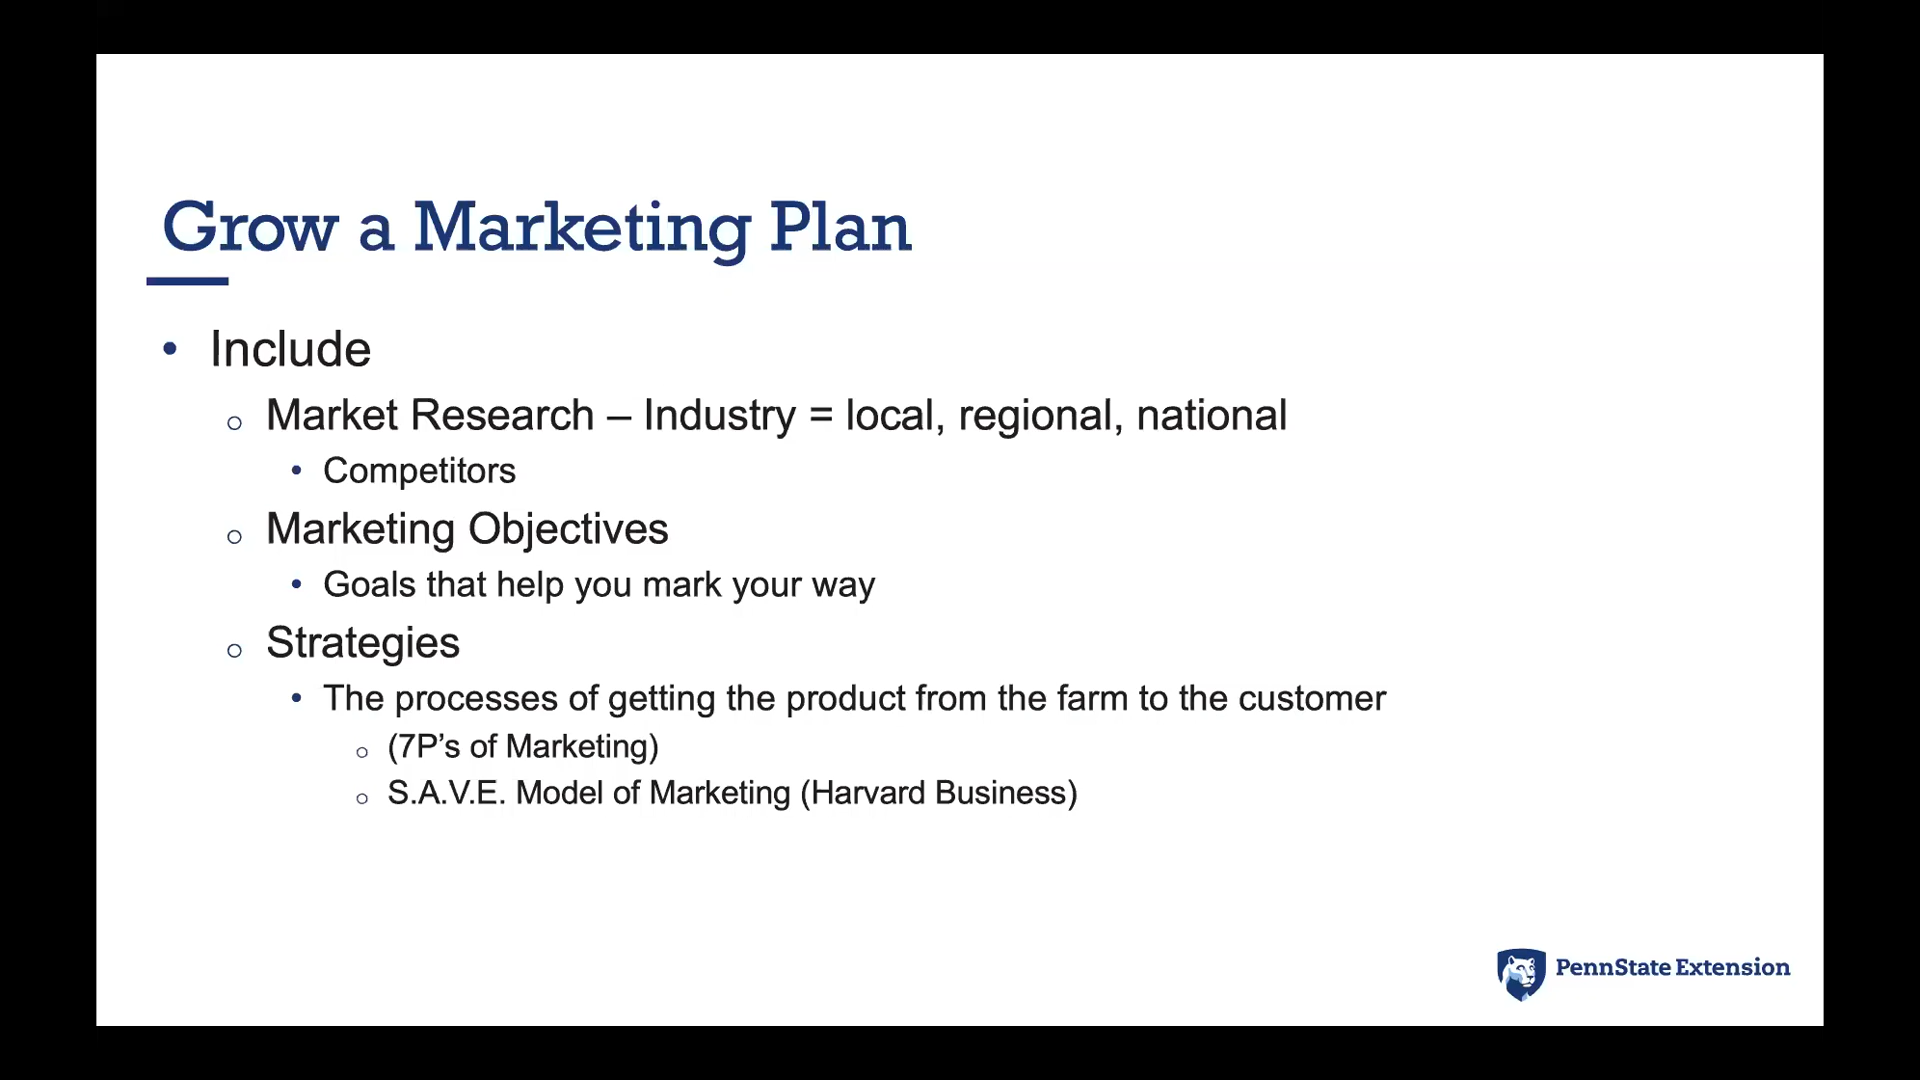 Grow a Marketing Plan
• Include
o Market Research – Industry = local, regional, national
• Competitors
o Marketing Objectives
• Goals that help you mark your way
o Strategies
• The processes of getting the product from the farm to the customer
o (7P’s of Marketing)
o S.A.V.E. Model of Marketing (Harvard Business)
PennState Extension